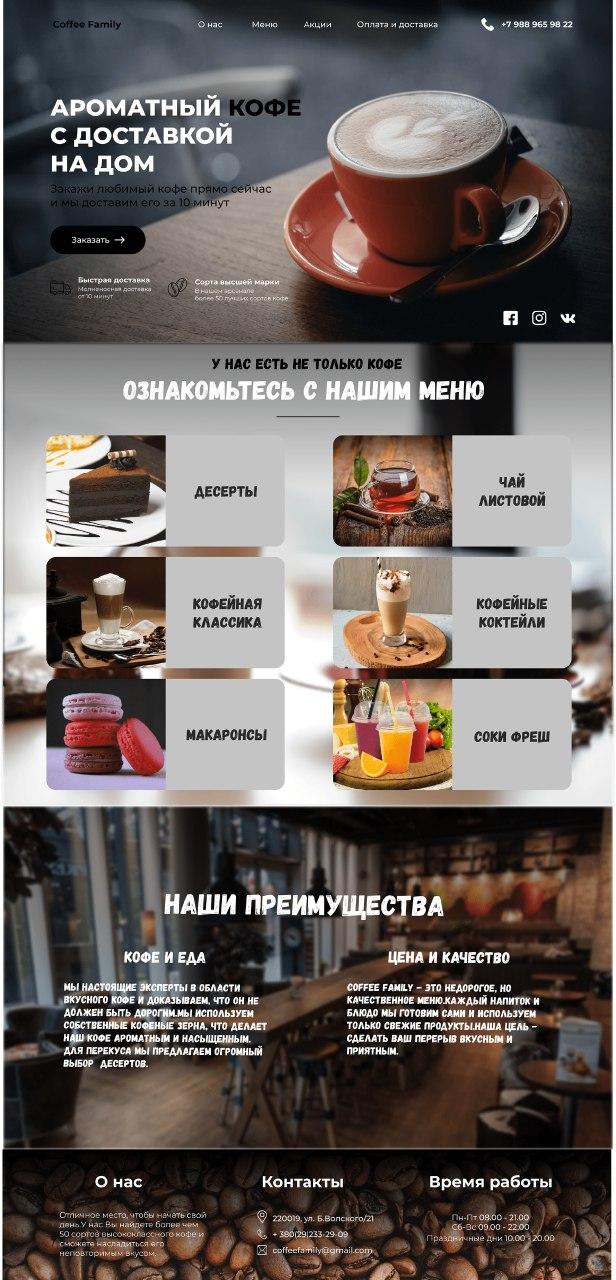 Coffee Family
О нас
Меню
Акции
Оплата и доставка
+7 988 965 98 22
АРОМАТНЫЙ КОФЕ
С ДОСТАВКОЙ
НА ДОМ
Закажи любимый кофе прямо сейчас
и мы доставим его за 10 минут
Заказать
Быстрая доставка
Молненосная доставка
от 10 минут
Сорта высшей марки
В нашем арсенале
более 50 лучших сортов кофе
У НАС ЕСТЬ НЕ ТОЛЬКО КОФЕ
ОЗНАКОМЬТЕСЬ С НАШИМ МЕНЮ
ДЕСЕРТЫ
ЧАЙ
ЛИСТОВОЙ
КОФЕЙНАЯ
КЛАССИКА
КОФЕЙНЫЕ
КОКТЕЙЛИ
МАКАРОНСЫ
СОКИ ФРЕШ
НАШИ ПРЕИМУЩЕСТВА
КОФЕ И ЕДА
МЫ НАСТОЯЩИЕ ЭКСПЕРТЫ В ОБЛАСТИ
ВКУСНОГО КОФЕ И ДОКАЗЫВАЕМ, ЧТО ОН НЕ
ДОЛЖЕН БЫТЬ ДОРОГИМ.МЫ ИСПОЛЬЗУЕМ
СОБСТВЕННЫЕ КОФЕНЫЕ ЗЕРНА, ЧТО ДЕЛАЕТ
НАШ КОФЕ АРОМАТНЫМ И НАСЫЩЕННЫМ.
ДЛЯ ПЕРЕКУСА МЫ ПРЕДЛАГАЕМ ОГРОМНЫЙ
ВЫБОР ДЕСЕРТОВ.
ЦЕНА И КАЧЕСТВО
COFFEE FAMILY – ЭТО НЕДОРОГОЕ, НО
КАЧЕСТВЕННОЕ МЕНЮ.КАЖДЫЙ НАПИТОК И
БЛЮДО МЫ ГОТОВИМ САМИ И ИСПОЛЬЗУЕМ
ТОЛЬКО СВЕЖИЕ ПРОДУКТЫ.НАША ЦЕЛЬ –
СДЕЛАТЬ ВАШ ПЕРЕРЫВ ВКУСНЫМ И
ПРИЯТНЫМ.
О нас
Отличное место, чтобы начать свой
день.У нас Вы найдете более чем
50 сортов высококлассного кофе и
сможете насладиться его
неповторимым вкусом.
Контакты
220019, ул. Б.Волского/21
+ 380(29)233-29-09
coffeefamily@gmail.com
Время работы
Пн-Пт 08.00 - 21.00
Сб-Вс 09.00 - 22.00
Праздничные дни 10.00 - 20.00